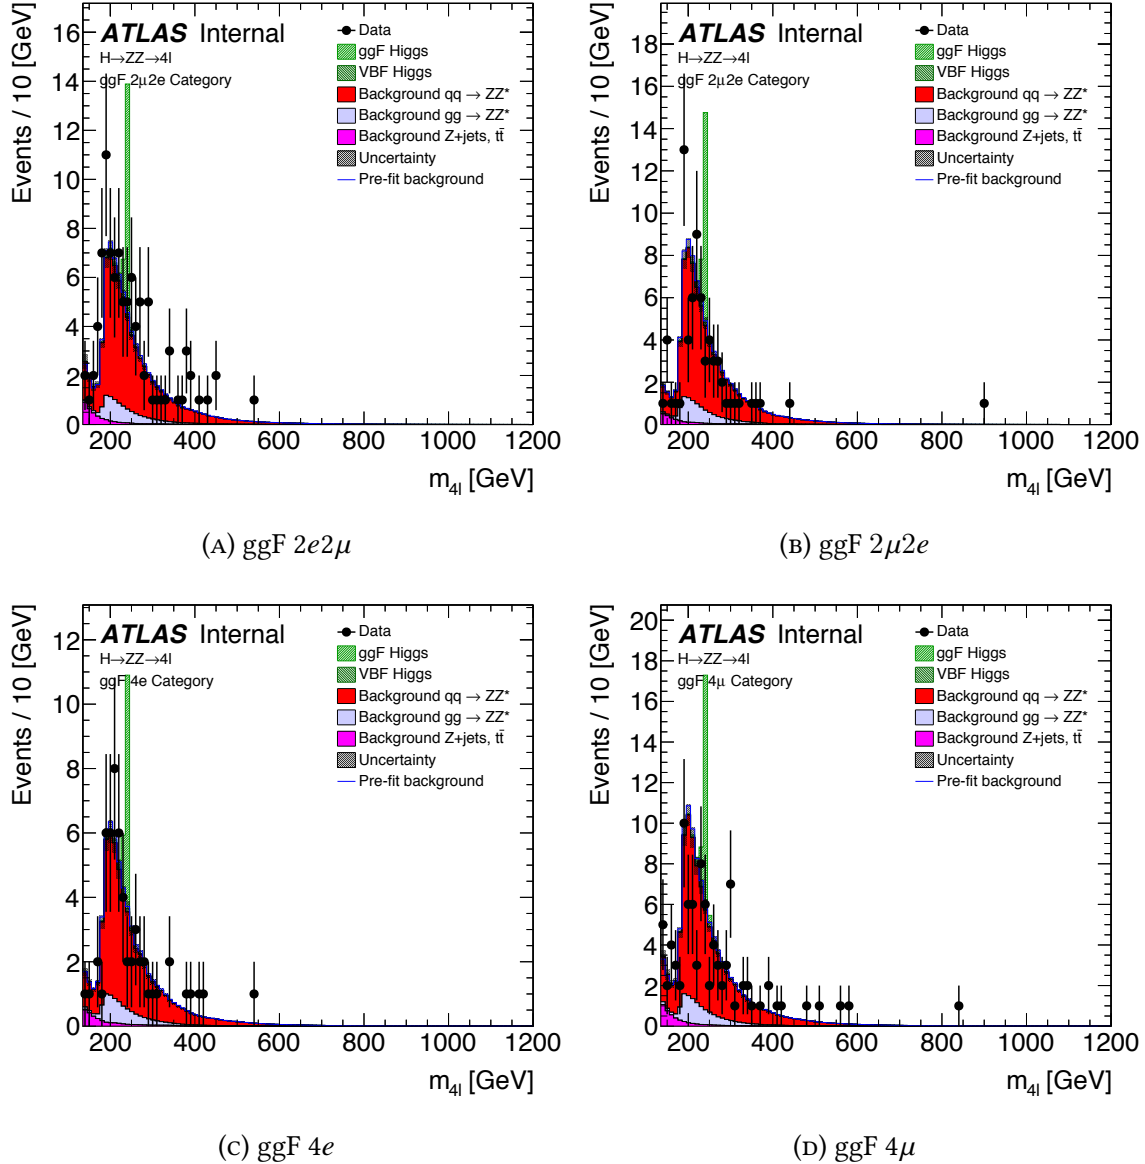 Events / 10 [GeV]
16
14
12
10
8
6
4
2
0
ATLAS Internal
H→ZZ→4l
ggF 2μ2e Category
Data
ggF Higgs
VBF Higgs
Background qq → ZZ*
Background gg → ZZ*
Background Z+jets, tt̄
Uncertainty
Pre-fit background
200 400 600 800 1000 1200
m4l [GeV]
(A) ggF 2e2μ
Events / 10 [GeV]
18
16
14
12
10
8
6
4
2
0
ATLAS Internal
H→ZZ→4l
ggF 2μ2e Category
Data
ggF Higgs
VBF Higgs
Background qq → ZZ*
Background gg → ZZ*
Background Z+jets, tt̄
Uncertainty
Pre-fit background
200 400 600 800 1000 1200
m4l [GeV]
(B) ggF 2μ2e
Events / 10 [GeV]
12
10
8
6
4
2
0
ATLAS Internal
H→ZZ→4l
ggF 4e Category
Data
ggF Higgs
VBF Higgs
Background qq → ZZ*
Background gg → ZZ*
Background Z+jets, tt̄
Uncertainty
Pre-fit background
200 400 600 800 1000 1200
m4l [GeV]
(C) ggF 4e
Events / 10 [GeV]
20
18
16
14
12
10
8
6
4
2
0
ATLAS Internal
H→ZZ→4l
ggF 4μ Category
Data
ggF Higgs
VBF Higgs
Background qq → ZZ*
Background gg → ZZ*
Background Z+jets, tt̄
Uncertainty
Pre-fit background
200 400 600 800 1000 1200
m4l [GeV]
(D) ggF 4μ